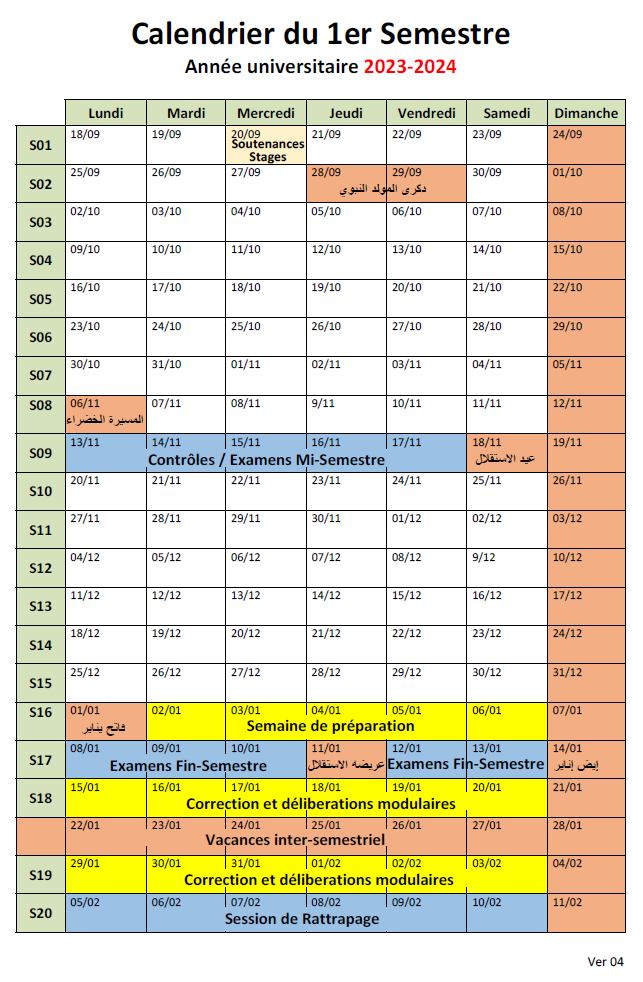 Calendrier du 1er Semestre
Année universitaire 2023-2024
Lundi Mardi Mercredi Jeudi Vendredi Samedi Dimanche
S01 18/09 19/09 20/09 21/09 22/09 23/09 24/09
Soutenances
Stages
S02 25/09 26/09 27/09 28/09 29/09 30/09 01/10
دكرى المولد النبوي
S03 02/10 03/10 04/10 05/10 06/10 07/10 08/10
S04 09/10 10/10 11/10 12/10 13/10 14/10 15/10
S05 16/10 17/10 18/10 19/10 20/10 21/10 22/10
S06 23/10 24/10 25/10 26/10 27/10 28/10 29/10
S07 30/10 31/10 01/11 02/11 03/11 04/11 05/11
S08 06/11 07/11 08/11 9/11 10/11 11/11 12/11
المسيرة الخضراء
S09 13/11 14/11 15/11 16/11 17/11 18/11 19/11
Contrôles / Examens Mi-Semestre عيد الاستقلال
S10 20/11 21/11 22/11 23/11 24/11 25/11 26/11
S11 27/11 28/11 29/11 30/11 01/12 02/12 03/12
S12 04/12 05/12 06/12 07/12 08/12 9/12 10/12
S13 11/12 12/12 13/12 14/12 15/12 16/12 17/12
S14 18/12 19/12 20/12 21/12 22/12 23/12 24/12
S15 25/12 26/12 27/12 28/12 29/12 30/12 31/12
S16 01/01 02/01 03/01 04/01 05/01 06/01 07/01
فاتح يناير Semaine de préparation
S17 08/01 09/01 10/01 11/01 12/01 13/01 14/01
Examens Fin-Semestre عريضه الاستقلال Examens Fin-Semestre إيض إناير
S18 15/01 16/01 17/01 18/01 19/01 20/01 21/01
Correction et déliberations modulaires
22/01 23/01 24/01 25/01 26/01 27/01 28/01
Vacances inter-semestriel
S19 29/01 30/01 31/01 01/02 02/02 03/02 04/02
Correction et déliberations modulaires
S20 05/02 06/02 07/02 08/02 09/02 10/02 11/02
Session de Rattrapage
Ver 04